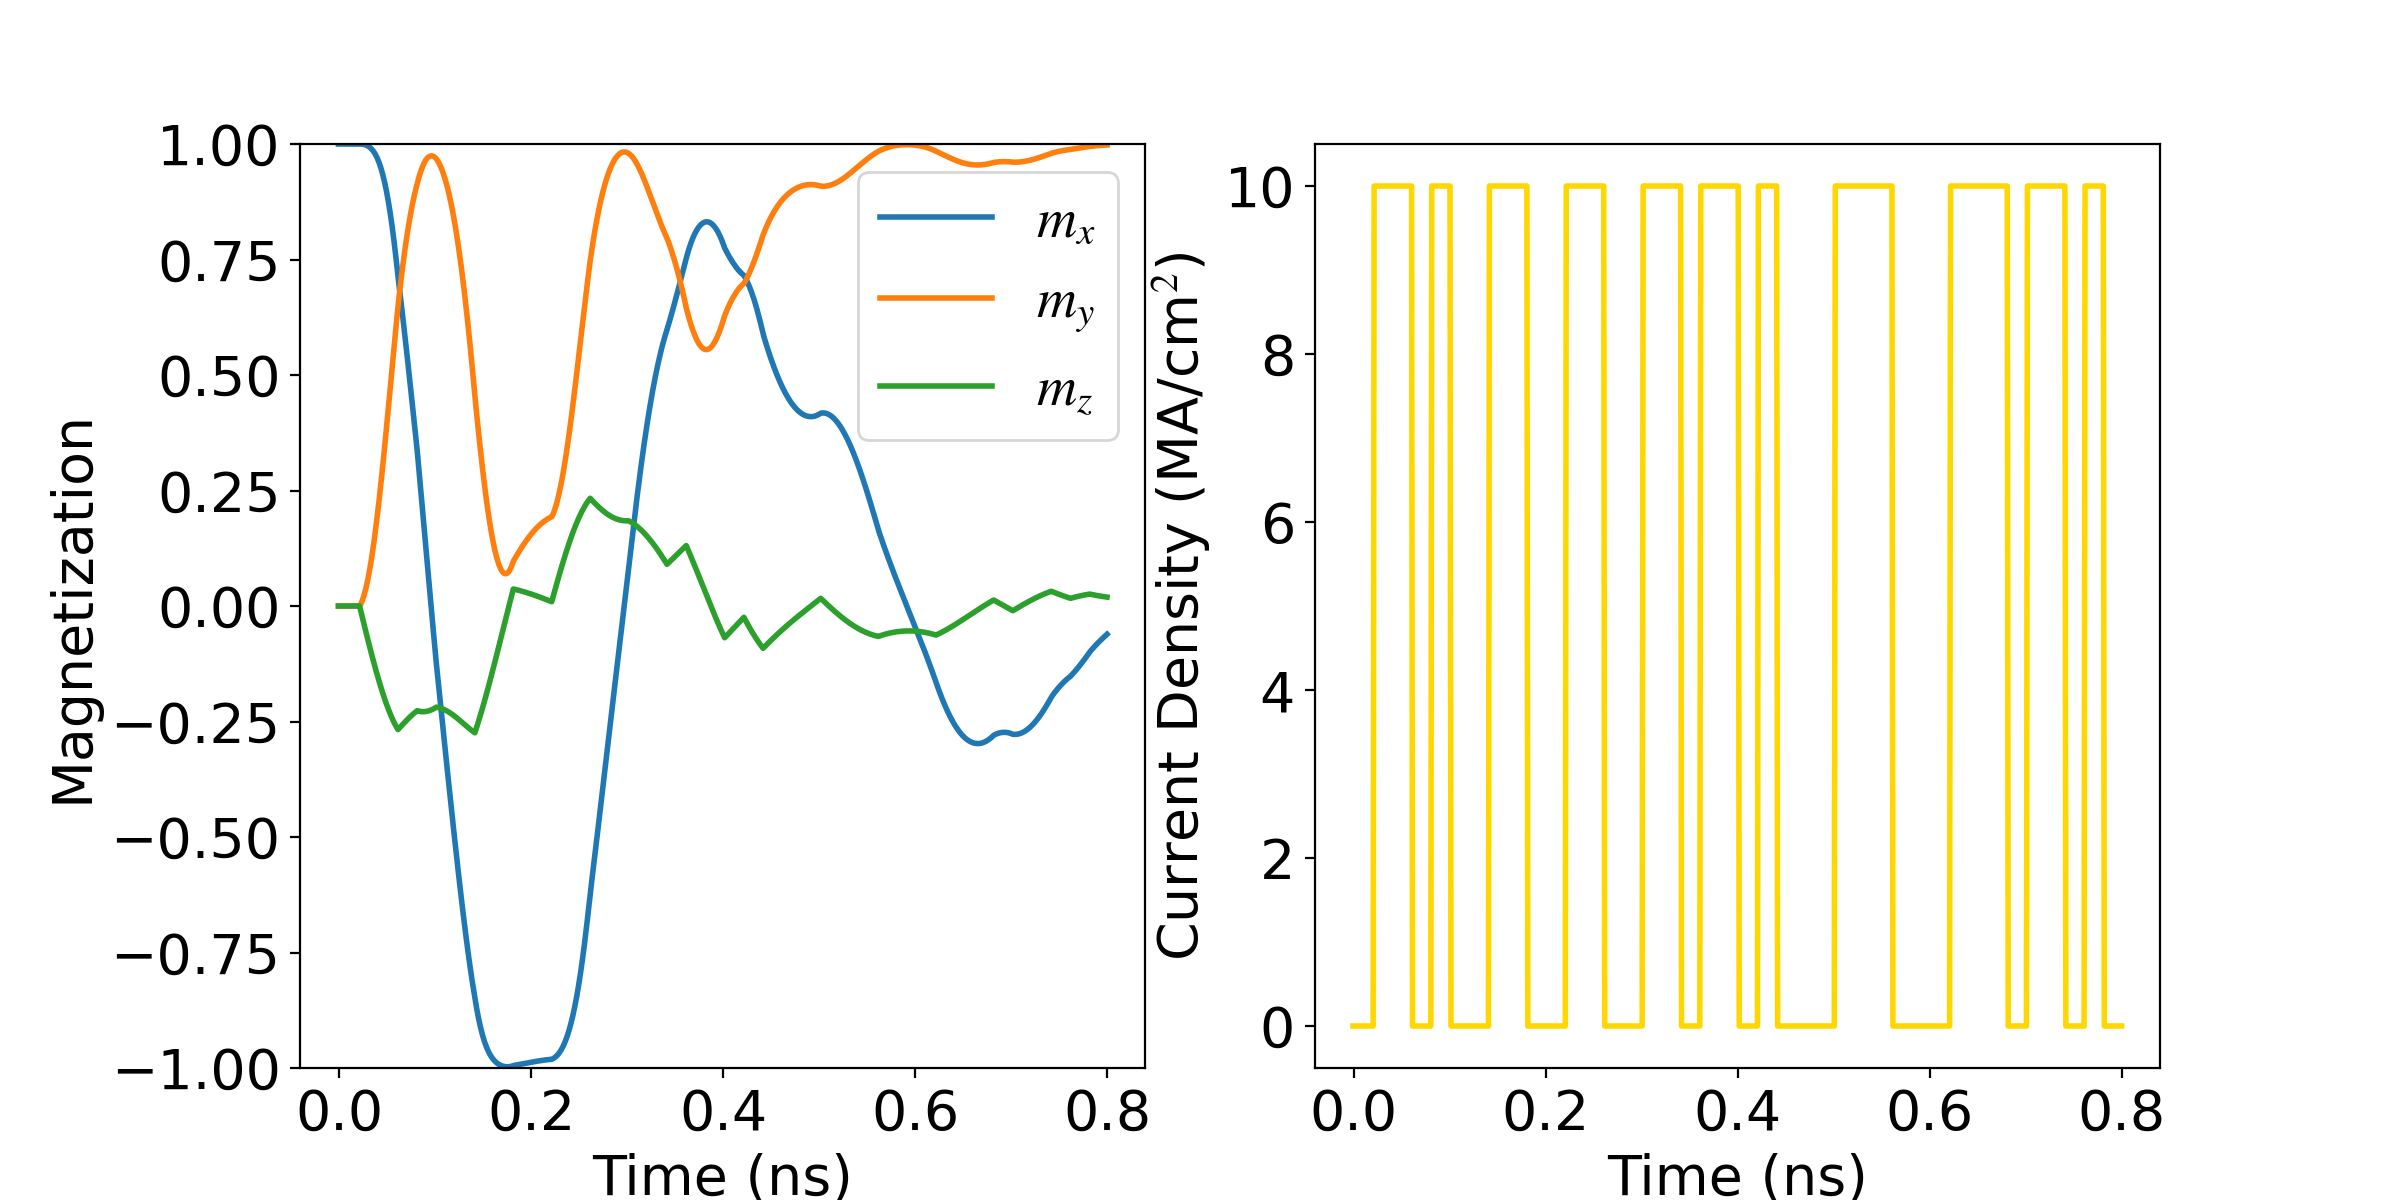 Magnetization
1.00
0.75
0.50
0.25
0.00
−0.25
−0.50
−0.75
−1.00
0.0 0.2 0.4 0.6 0.8
Time (ns)
m_x
m_y
m_z
Current Density (MA/cm²)
10
8
6
4
2
0
0.0 0.2 0.4 0.6 0.8
Time (ns)